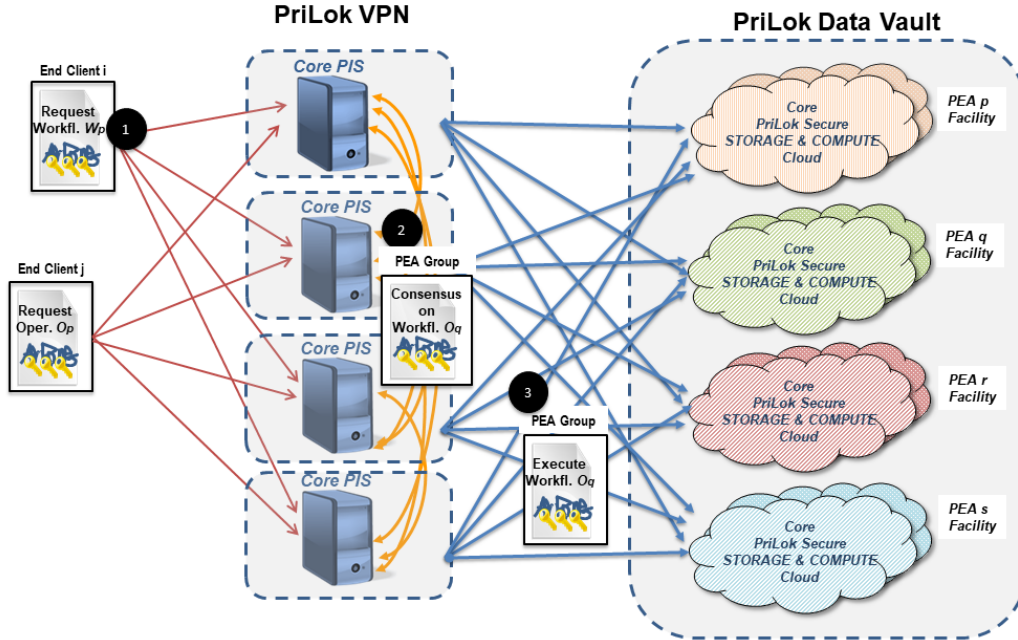 PriLok VPN
PriLok Data Vault
End Client i
Request
Workfl. Wp
1
End Client j
Request
Oper. Op
Core PIS
Core PIS
2
PEA Group
Consensus
on
Workfl. Oq
Core PIS
Core PIS
3
PEA Group
Execute
Workfl. Oq
Core
PriLok Secure
STORAGE & COMPUTE
Cloud
PEA p
Facility
Core
PriLok Secure
STORAGE & COMPUTE
Cloud
PEA q
Facility
Core
PriLok Secure
STORAGE & COMPUTE
Cloud
PEA r
Facility
Core
PriLok Secure
STORAGE & COMPUTE
Cloud
PEA s
Facility